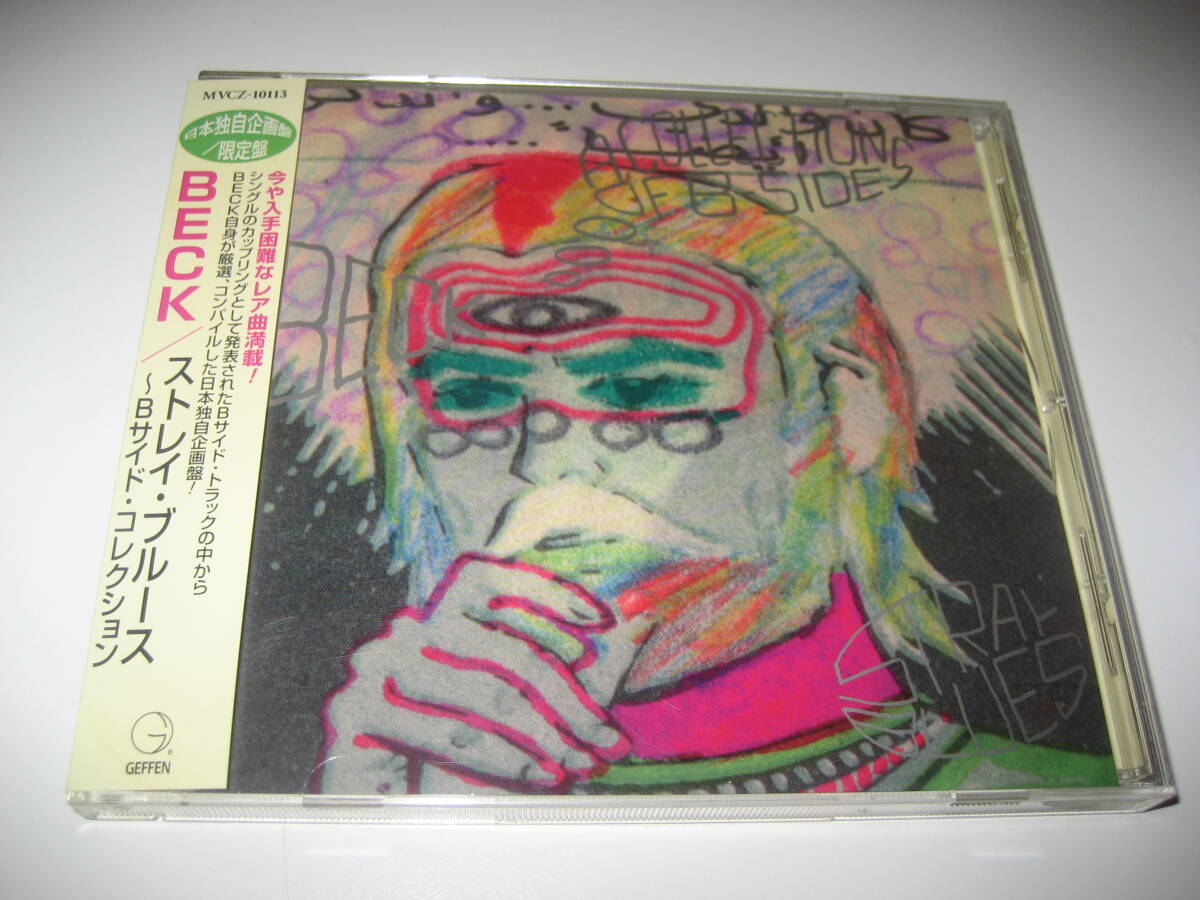 MVCZ-10113
日本独自企画盤
／限定盤
今や入手困難なレア曲満載！
シングルのカップリングとして発表されたBサイド・トラックの中から
BECK自身が厳選、コンパイルした日本独自企画盤！
BECK／ストレイ・ブルース
～Bサイド・コレクション
GEFFEN
A COLLECTION
OF B SIDES
BECK
STRAY
BLUES